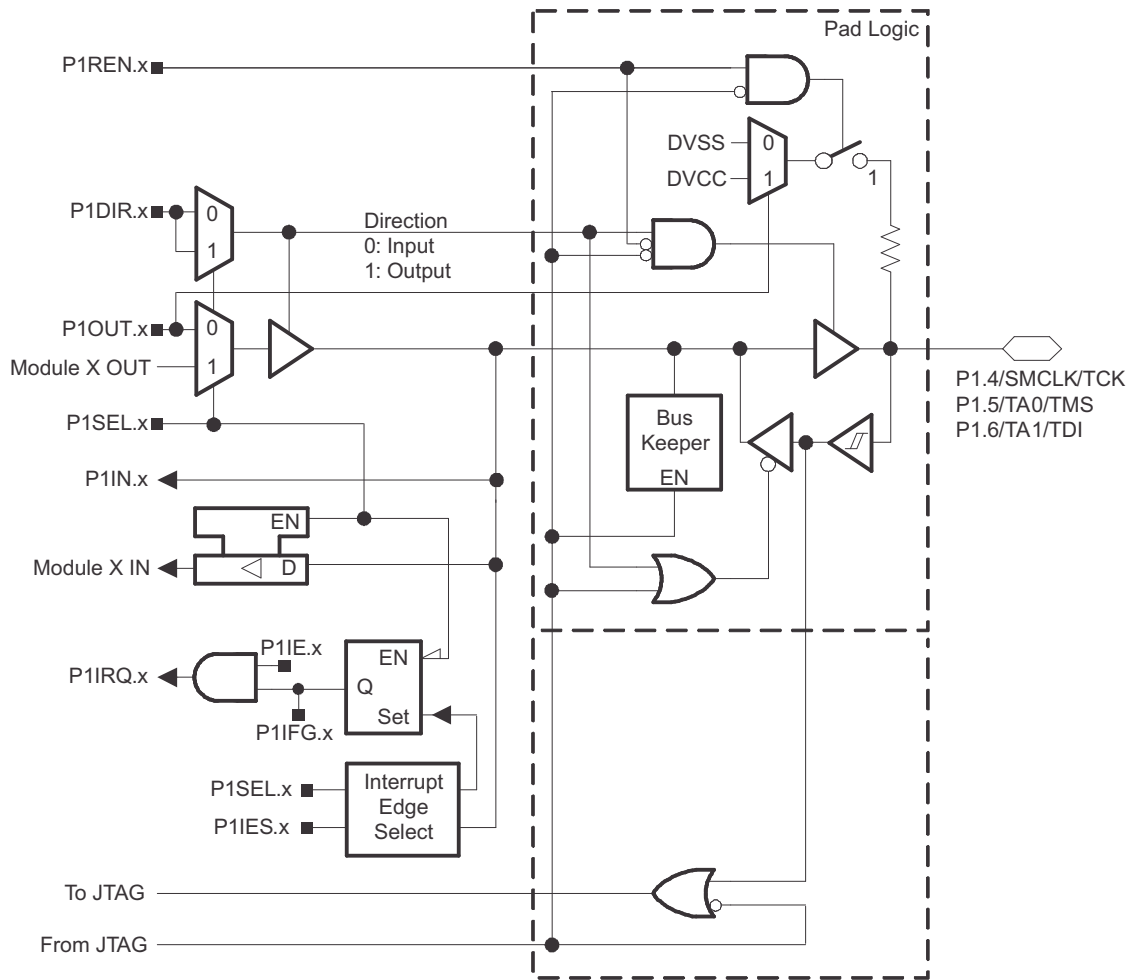 Pad Logic
P1REN.x
DVSS
0
DVCC
1
1
P1DIR.x
0
1
Direction
0: Input
1: Output
P1OUT.x
0
Module X OUT
1
P1SEL.x
P1.4/SMCLK/TCK
P1.5/TA0/TMS
P1.6/TA1/TDI
Bus
Keeper
EN
P1IN.x
EN
Module X IN
D
P1IE.x
P1IRQ.x
EN
Q
Set
P1IFG.x
P1SEL.x
P1IES.x
Interrupt
Edge
Select
To JTAG
From JTAG